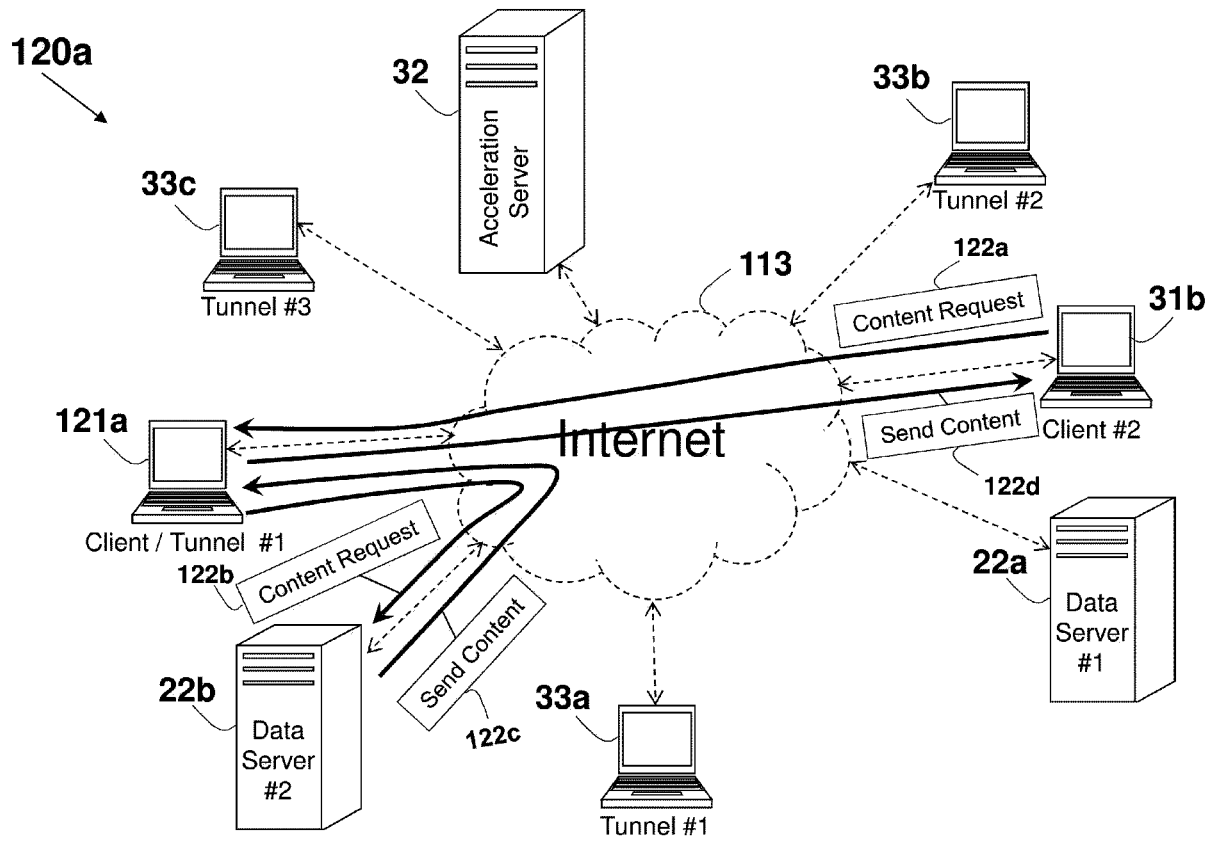 120a
32
Acceleration
Server
33b
Tunnel #2
33c
Tunnel #3
113
122a
Content Request
31b
Client #2
121a
Client / Tunnel #1
Internet
Send Content
122d
122b
Content Request
Send Content
122c
22a
Data
Server
#1
22b
Data
Server
#2
33a
Tunnel #1